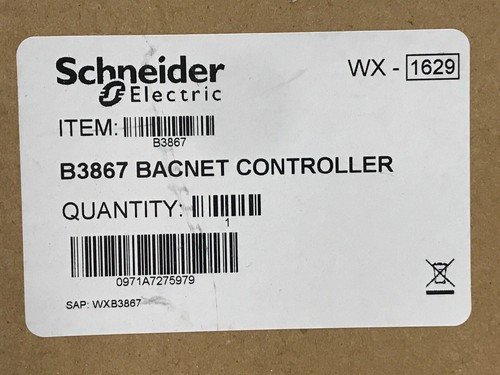 Schneider
Electric
WX - 1629
ITEM:
B3867
B3867 BACNET CONTROLLER
QUANTITY:
1
0971A7275979
SAP: WXB3867